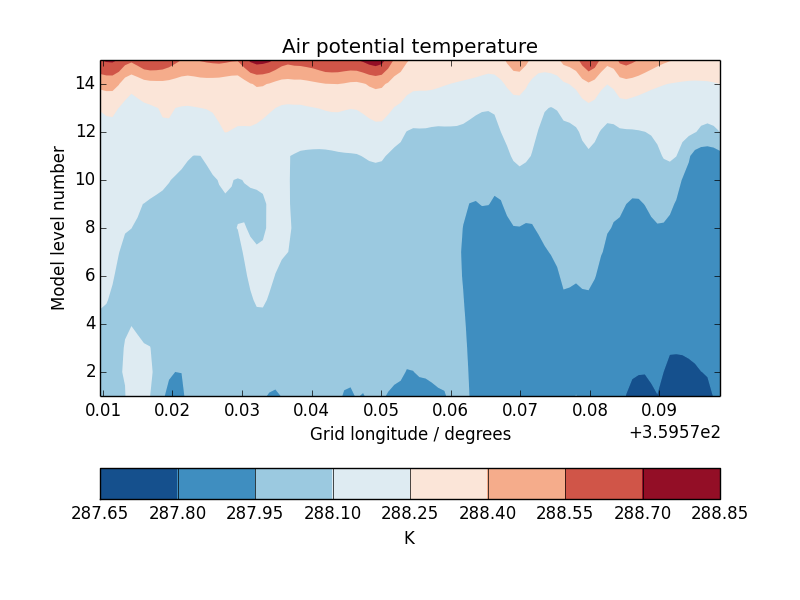 Air potential temperature
Model level number
14
12
10
8
6
4
2
0.01 0.02 0.03 0.04 0.05 0.06 0.07 0.08 0.09
Grid longitude / degrees
+3.5957e2
287.65 287.80 287.95 288.10 288.25 288.40 288.55 288.70 288.85
K